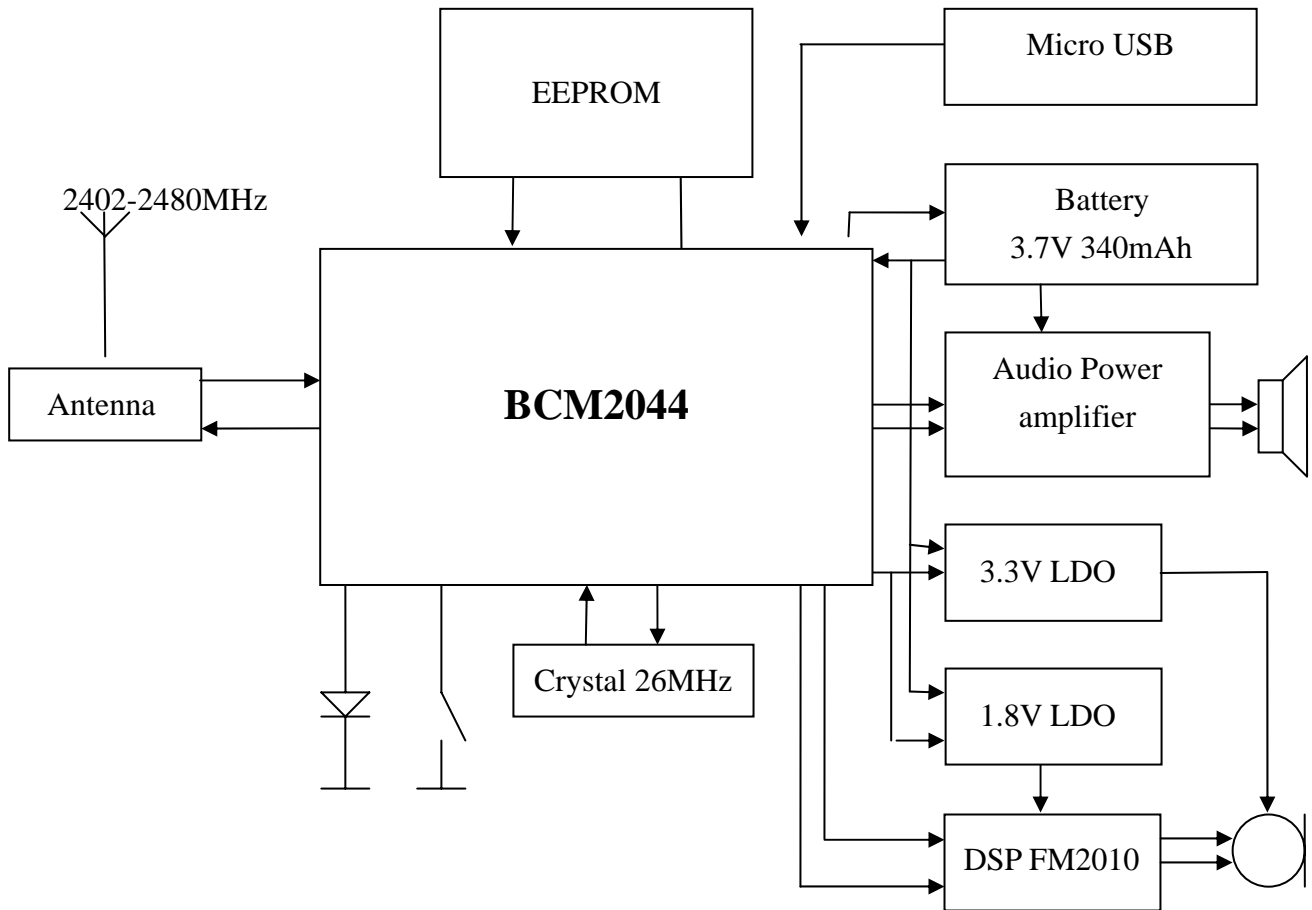 Micro USB
EEPROM
2402-2480MHz
Battery
3.7V 340mAh
Antenna
BCM2044
Audio Power
amplifier
3.3V LDO
Crystal 26MHz
1.8V LDO
DSP FM2010